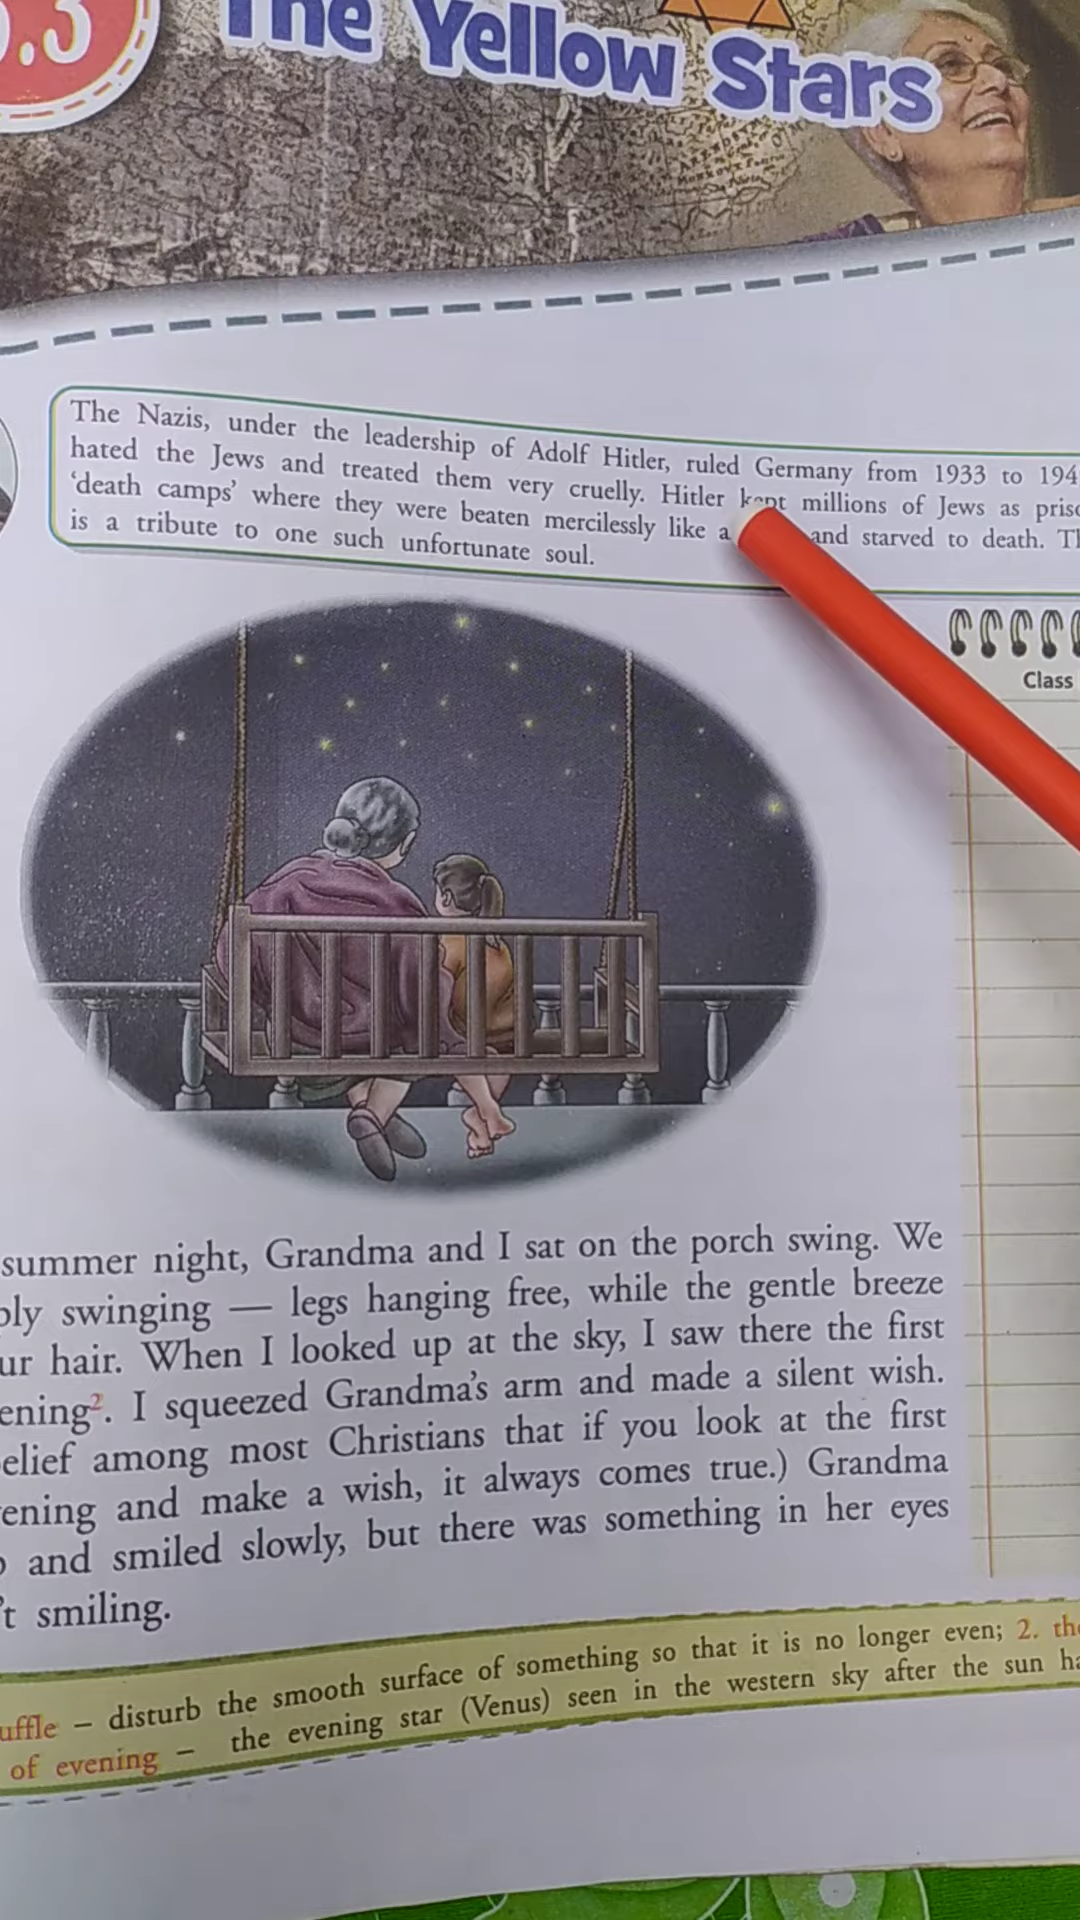 .3
The Yellow Stars
The Nazis, under the leadership of Adolf Hitler, ruled Germany from 1933 to 194
hated the Jews and treated them very cruelly. Hitler kept millions of Jews as
'death camps' where they were beaten mercilessly like a and starved to death.
is a tribute to one such unfortunate soul.
Class
summer night, Grandma and I sat on the porch swing. We
swinging — legs hanging free, while the gentle breeze
hair. When I looked up at the sky, I saw there the first
². I squeezed Grandma's arm and made a silent wish.
among most Christians that if you look at the first
and make a wish, it always comes true.) Grandma
and smiled slowly, but there was something in her eyes
't smiling.
uffle – disturb the smooth surface of something so that it is no longer even; 2.
of evening – the evening star (Venus) seen in the western sky after the sun